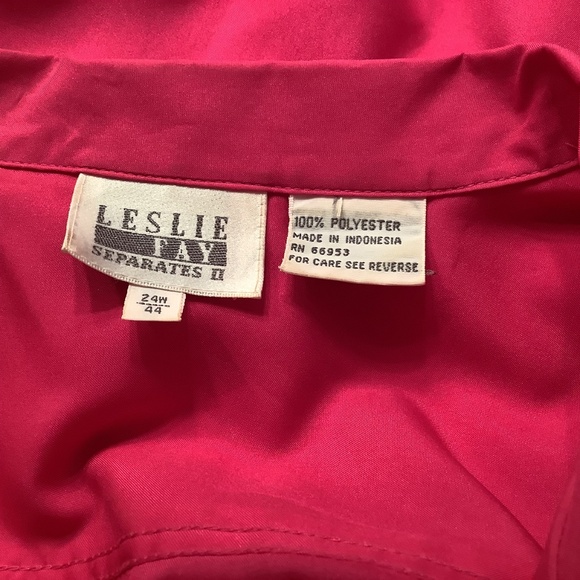 LESLIE
FAY
SEPARATES II
24W
44
100% POLYESTER
MADE IN INDONESIA
RN 66953
FOR CARE SEE REVERSE